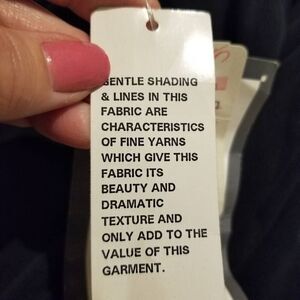 GENTLE SHADING
& LINES IN THIS
FABRIC ARE
CHARACTERISTICS
OF FINE YARNS
WHICH GIVE THIS
FABRIC ITS
BEAUTY AND
DRAMATIC
TEXTURE AND
ONLY ADD TO THE
VALUE OF THIS
GARMENT.